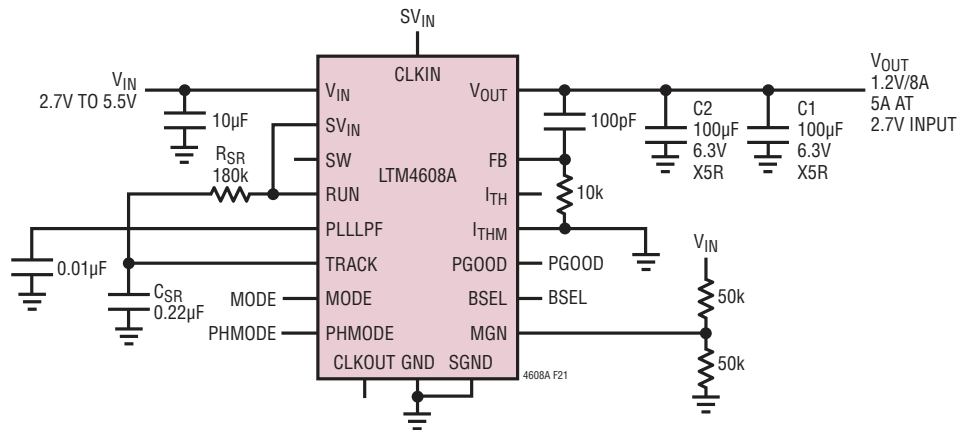 SVIN
CLKIN
VIN
2.7V TO 5.5V
10µF
VIN
SVIN
SW
RUN
PLLLPF
TRACK
MODE
PHMODE
CLKOUT GND SGND
LTM4608A
VOUT
FB
ITH
ITHM
PGOOD
BSEL
MGN
RSR
180k
0.01µF
CSR
0.22µF
MODE
PHMODE
100pF
10k
C2
100µF
6.3V
X5R
C1
100µF
6.3V
X5R
VOUT
1.2V/8A
5A AT
2.7V INPUT
PGOOD
BSEL
VIN
50k
50k
4608A F21